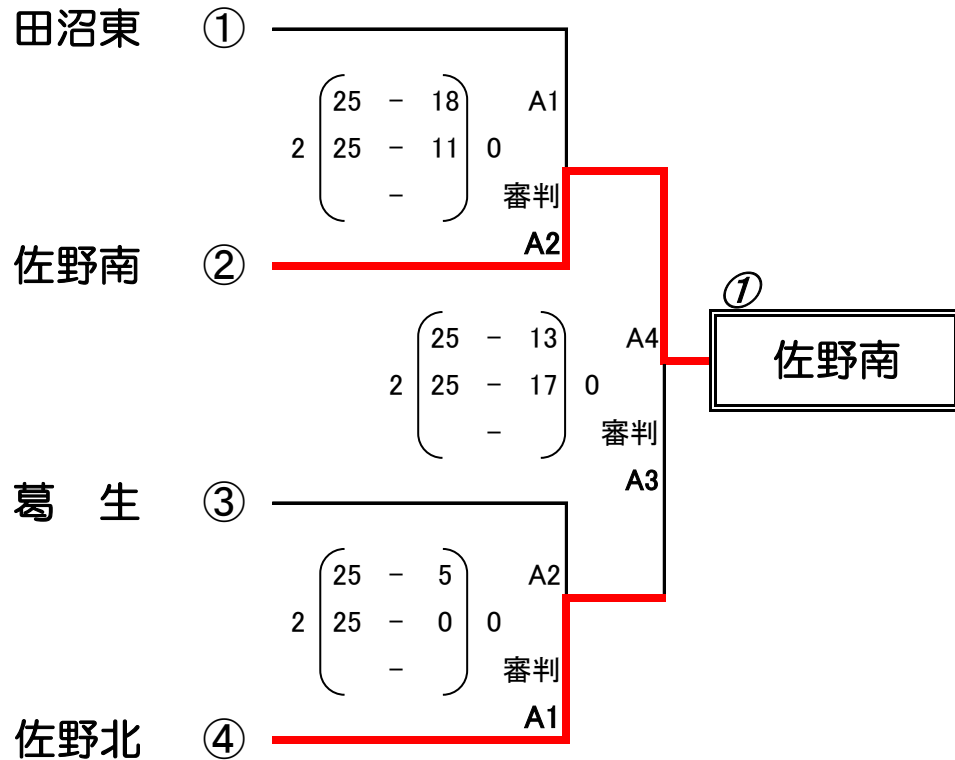 田沼東 ①
25 - 18 A1
2 25 - 11 0
- 審判
A2
佐野南 ②
①
佐野南
25 - 13 A4
2 25 - 17 0
- 審判
A3
葛 生 ③
25 - 5 A2
2 25 - 0 0
- 審判
A1
佐野北 ④